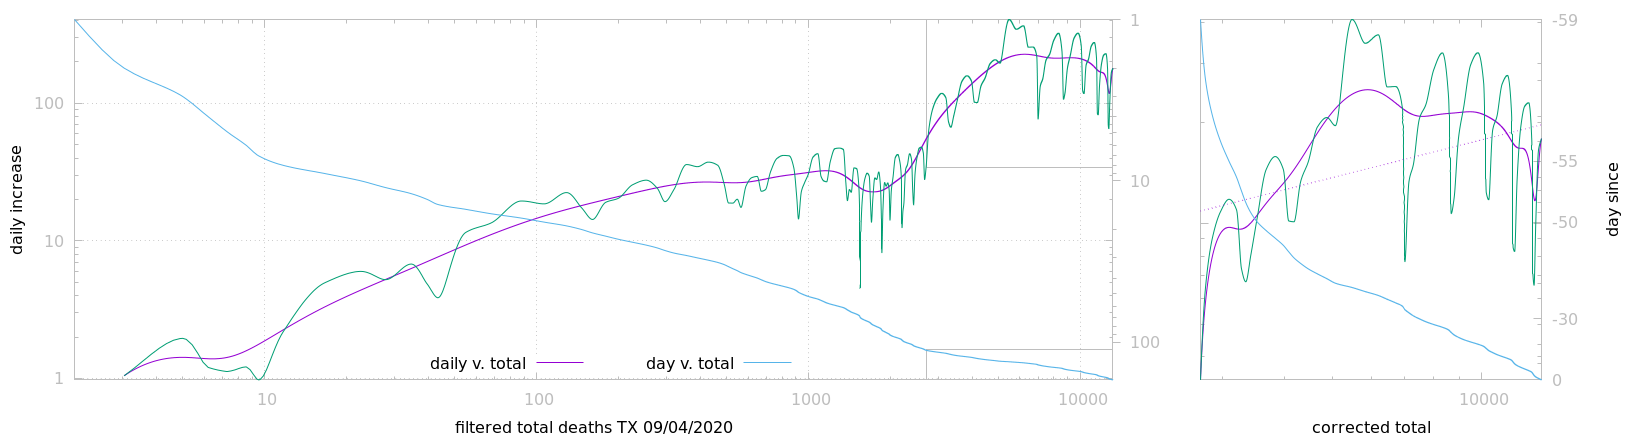 daily increase
100
10
1
10
100
1000
10000
filtered total deaths TX 09/04/2020
daily v. total
day v. total
1
10
100
10000
corrected total
-59
-55
-50
-30
0
day since